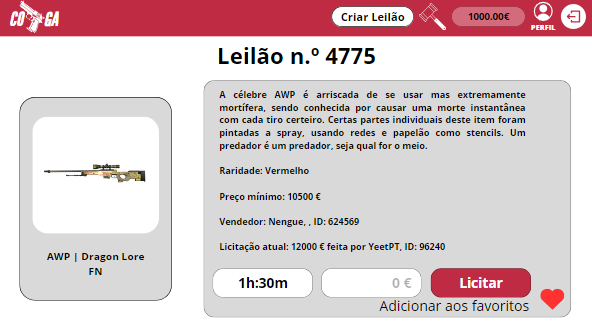 CO GA
Criar Leilão
1000.00€
PERFIL
Leilão n.º 4775
A célebre AWP é arriscada de se usar mas extremamente
mortífera, sendo conhecida por causar uma morte instantânea
com cada tiro certeiro. Certas partes individuais deste item foram
pintadas a spray, usando redes e papelão como stencils. Um
predador é um predador, seja qual for o meio.
Raridade: Vermelho
Preço mínimo: 10500 €
Vendedor: Nengue, , ID: 624569
Licitação atual: 12000 € feita por YeetPT, ID: 96240
AWP | Dragon Lore
FN
1h:30m
0 €
Licitar
Adicionar aos favoritos